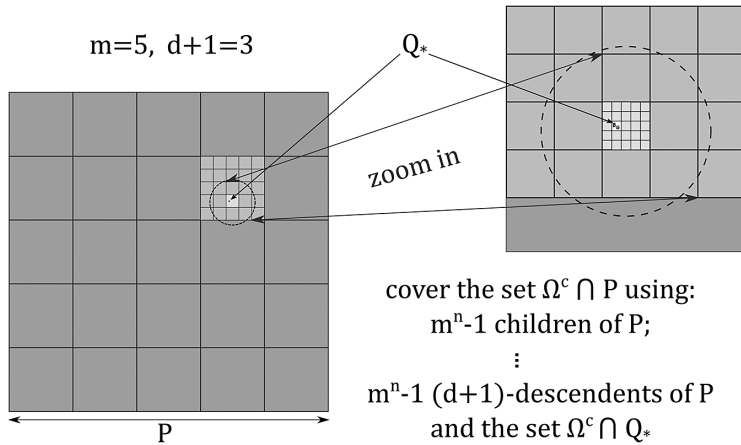 m=5, d+1=3
Q*
zoom in
P
cover the set Ωᶜ ⋂ P using:
mⁿ-1 children of P;
⋮
mⁿ-1 (d+1)-descendents of P
and the set Ωᶜ ⋂ Q*